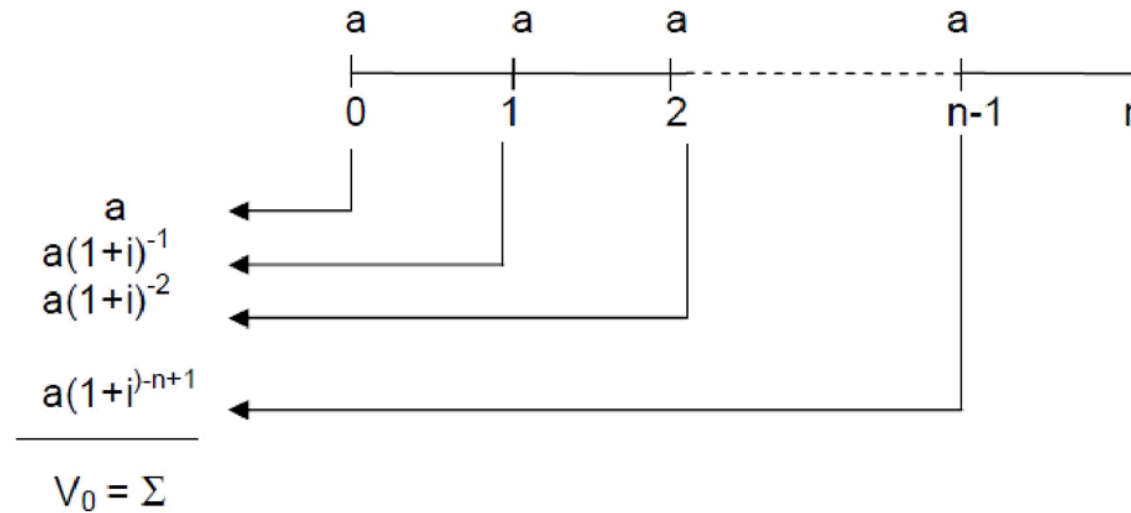 a a a a
0 1 2 n-1
a
a(1+i)⁻¹
a(1+i)⁻²
a(1+i⁾⁻ⁿ⁺¹
V₀ = Σ